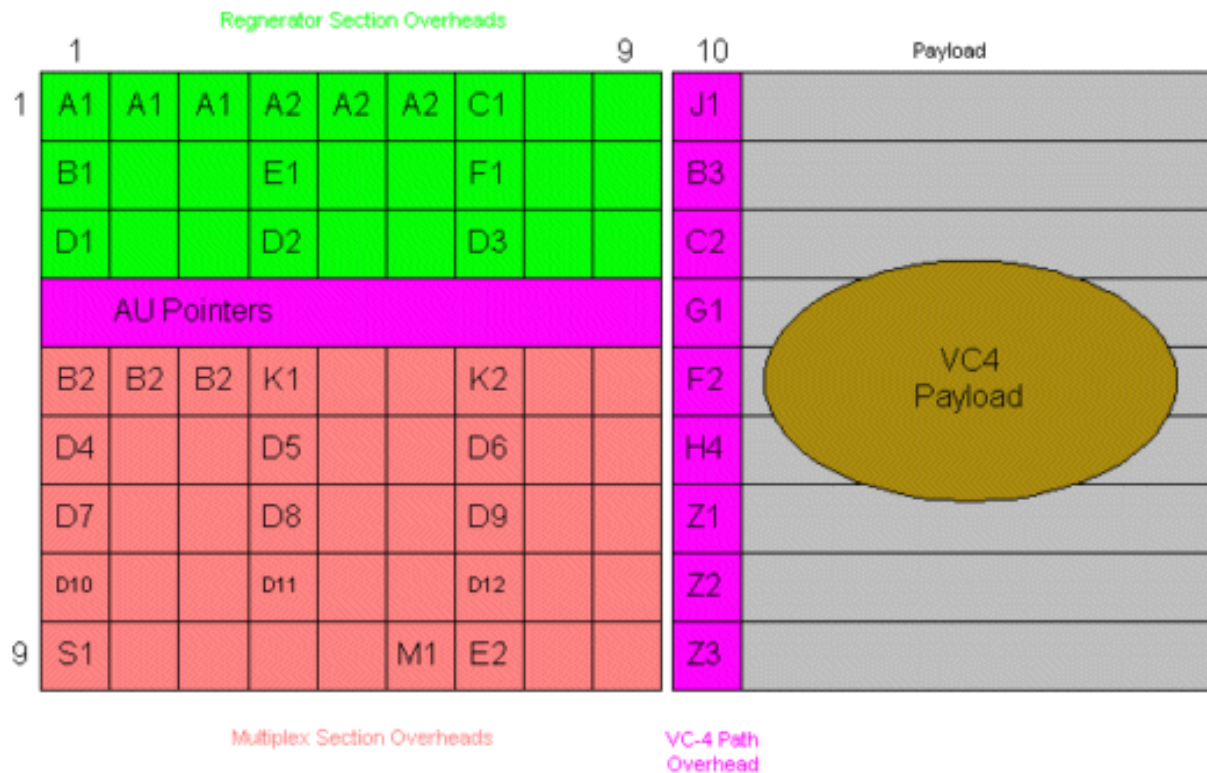 Regnerator Section Overheads
1 9 10 Payload
1 A1 A1 A1 A2 A2 A2 C1 J1
B1 E1 F1 B3
D1 D2 D3 C2
AU Pointers G1
B2 B2 B2 K1 K2 F2
VC4
Payload
D4 D5 D6 H4
D7 D8 D9 Z1
D10 D11 D12 Z2
9 S1 M1 E2 Z3
Multiplex Section Overheads
VC-4 Path
Overhead